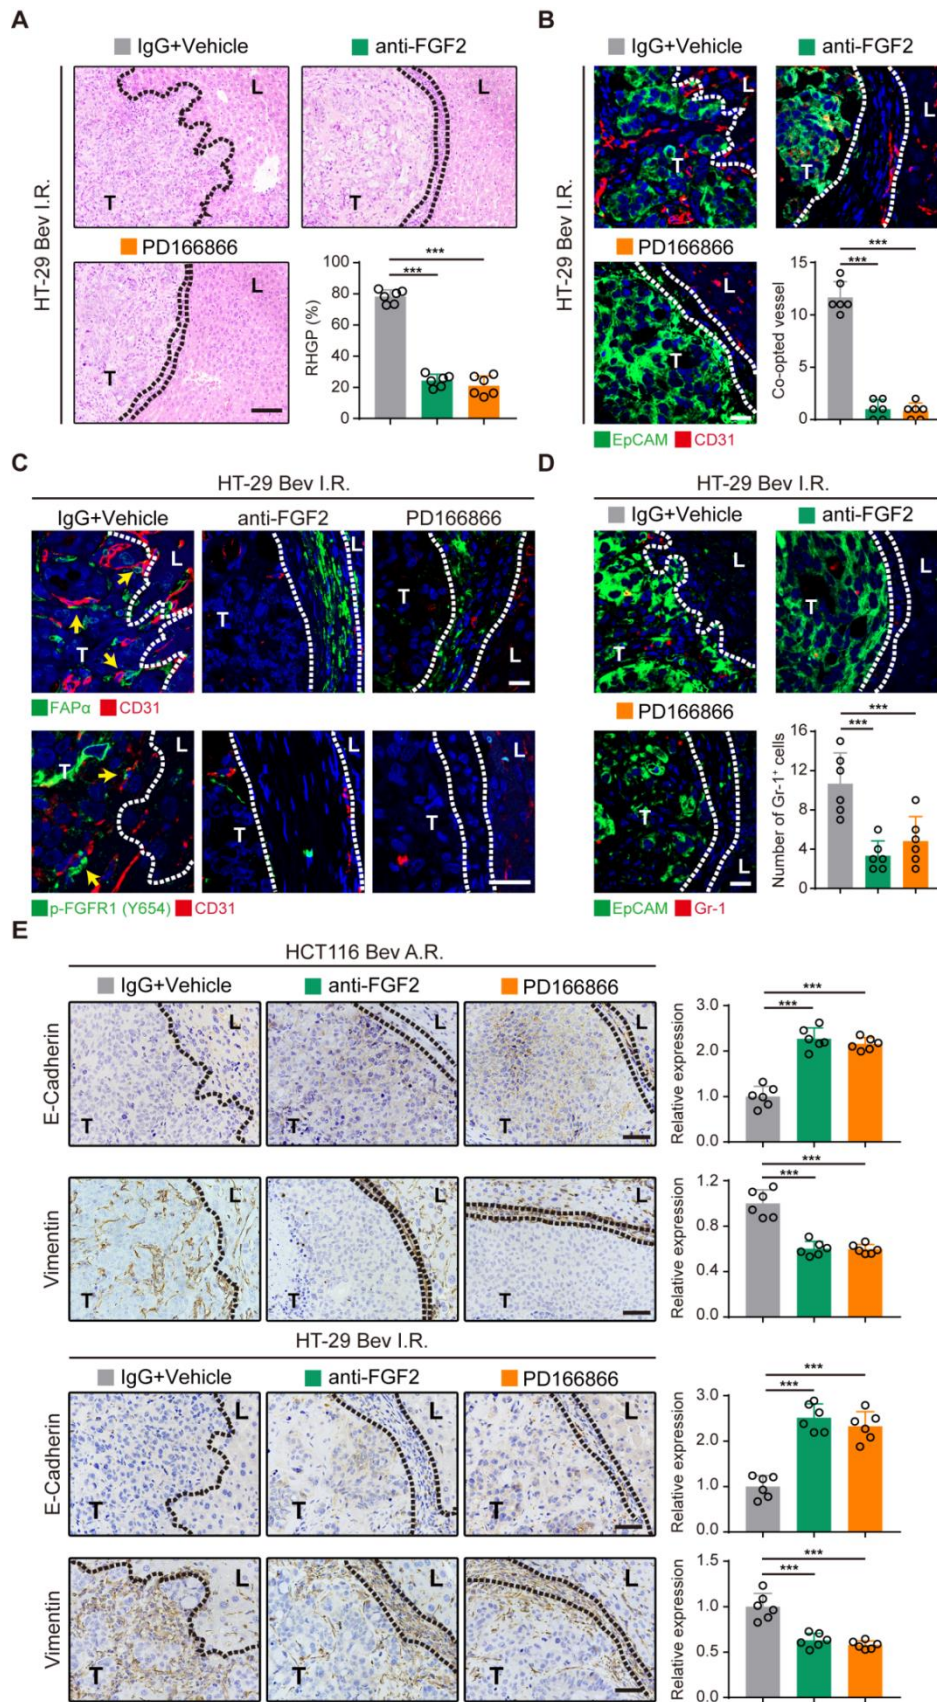 A
IgG+Vehicle anti-FGF2
HT-29 Bev I.R.
L
T
L
T
PD166866
L
T
RHGP (%)
100
80
60
40
20
0
***
***
B
IgG+Vehicle anti-FGF2
HT-29 Bev I.R.
L
T
L
T
PD166866
L
T
Co-opted vessel
15
10
5
0
***
***
EpCAM CD31
C
HT-29 Bev I.R.
IgG+Vehicle anti-FGF2 PD166866
L
T
L
T
T
L
FAPα CD31
L
T
L
T
L
T
p-FGFR1 (Y654) CD31
D
HT-29 Bev I.R.
IgG+Vehicle anti-FGF2
L
T
L
T
PD166866
T
L
Number of Gr-1⁺ cells
16
12
8
4
0
***
***
EpCAM Gr-1
E
HCT116 Bev A.R.
IgG+Vehicle anti-FGF2 PD166866
E-Cadherin
L
T
L
T
L
T
Relative expression
3.0
2.0
1.0
0.0
***
***
Vimentin
L
T
L
T
L
T
Relative expression
1.2
0.8
0.4
0.0
***
***
HT-29 Bev I.R.
IgG+Vehicle anti-FGF2 PD166866
E-Cadherin
L
T
L
T
L
T
Relative expression
3.0
2.0
1.0
0.0
***
***
Vimentin
L
T
L
T
L
T
Relative expression
1.5
1.0
0.5
0.0
***
***